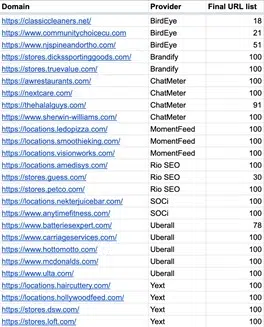 Domain Provider Final URL list
https://classiccleaners.net/ BirdEye 18
https://www.communitychoicecu.com BirdEye 21
https://www.njspineandortho.com/ BirdEye 51
https://stores.dickssportinggoods.com/ Brandify 100
https://stores.truevalue.com/ Brandify 100
https://awrestaurants.com/ ChatMeter 100
https://nextcare.com/ ChatMeter 100
https://thehalalguys.com/ ChatMeter 91
https://www.sherwin-williams.com/ ChatMeter 100
https://locations.ledopizza.com/ MomentFeed 100
https://locations.smoothieking.com/ MomentFeed 100
https://locations.visionworks.com/ MomentFeed 100
https://locations.amedisys.com/ Rio SEO 100
https://stores.guess.com/ Rio SEO 30
https://stores.petco.com/ Rio SEO 100
https://locations.nekterjuicebar.com/ SOCi 100
https://www.anytimefitness.com/ SOCi 100
https://www.batteriesexpert.com/ Uberall 78
https://www.carriageservices.com/ Uberall 100
https://www.hottomotto.com/ Uberall 100
https://www.mcdonalds.com/ Uberall 100
https://www.ulta.com/ Uberall 100
https://locations.haircuttery.com/ Yext 100
https://locations.hollywoodfeed.com/ Yext 100
https://stores.dsw.com/ Yext 100
https://stores.loft.com/ Yext 100